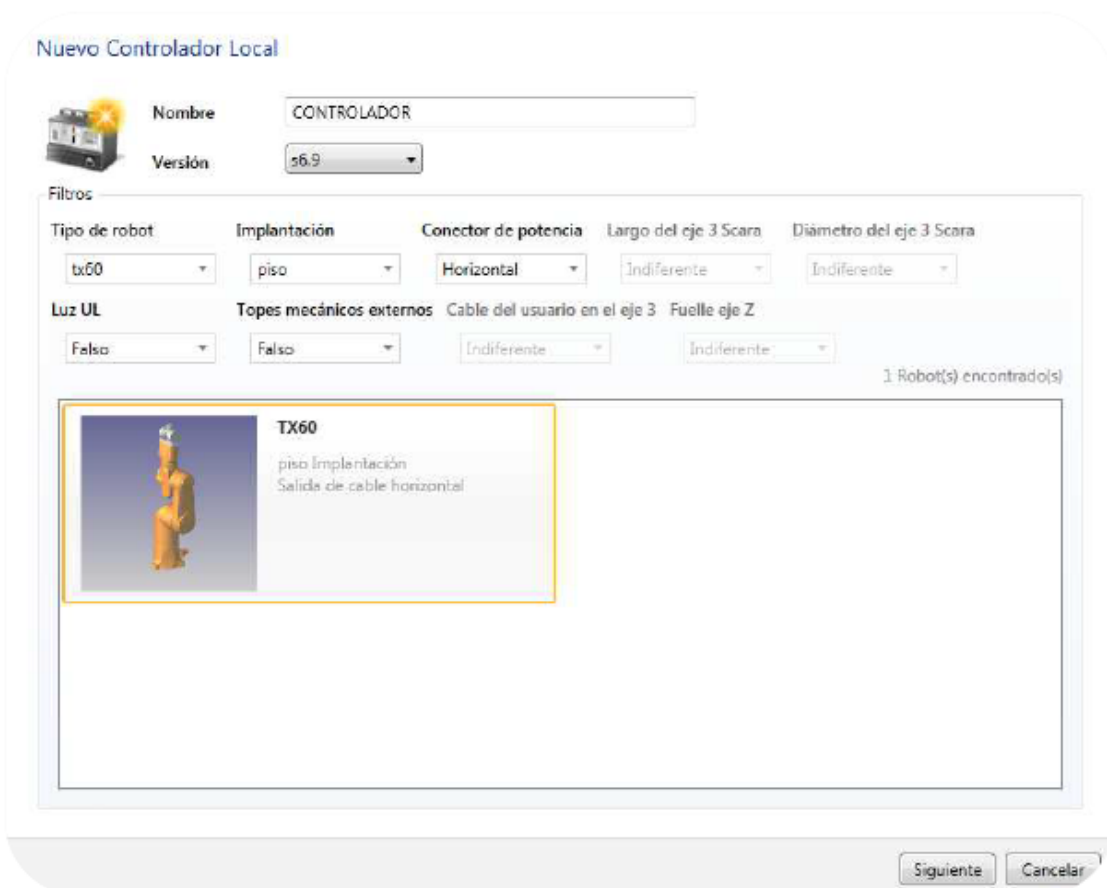 Nuevo Controlador Local
Nombre CONTROLADOR
Versión s6.9
Filtros
Tipo de robot Implantación Conector de potencia Largo del eje 3 Scara Diámetro del eje 3 Scara
tx60 piso Horizontal Indiferente Indiferente
Luz UL Topes mecánicos externos Cable del usuario en el eje 3 Fuelle eje Z
Falso Falso Indiferente Indiferente
1 Robot(s) encontrado(s)
TX60
piso Implantación
Salida de cable horizontal
Siguiente Cancelar